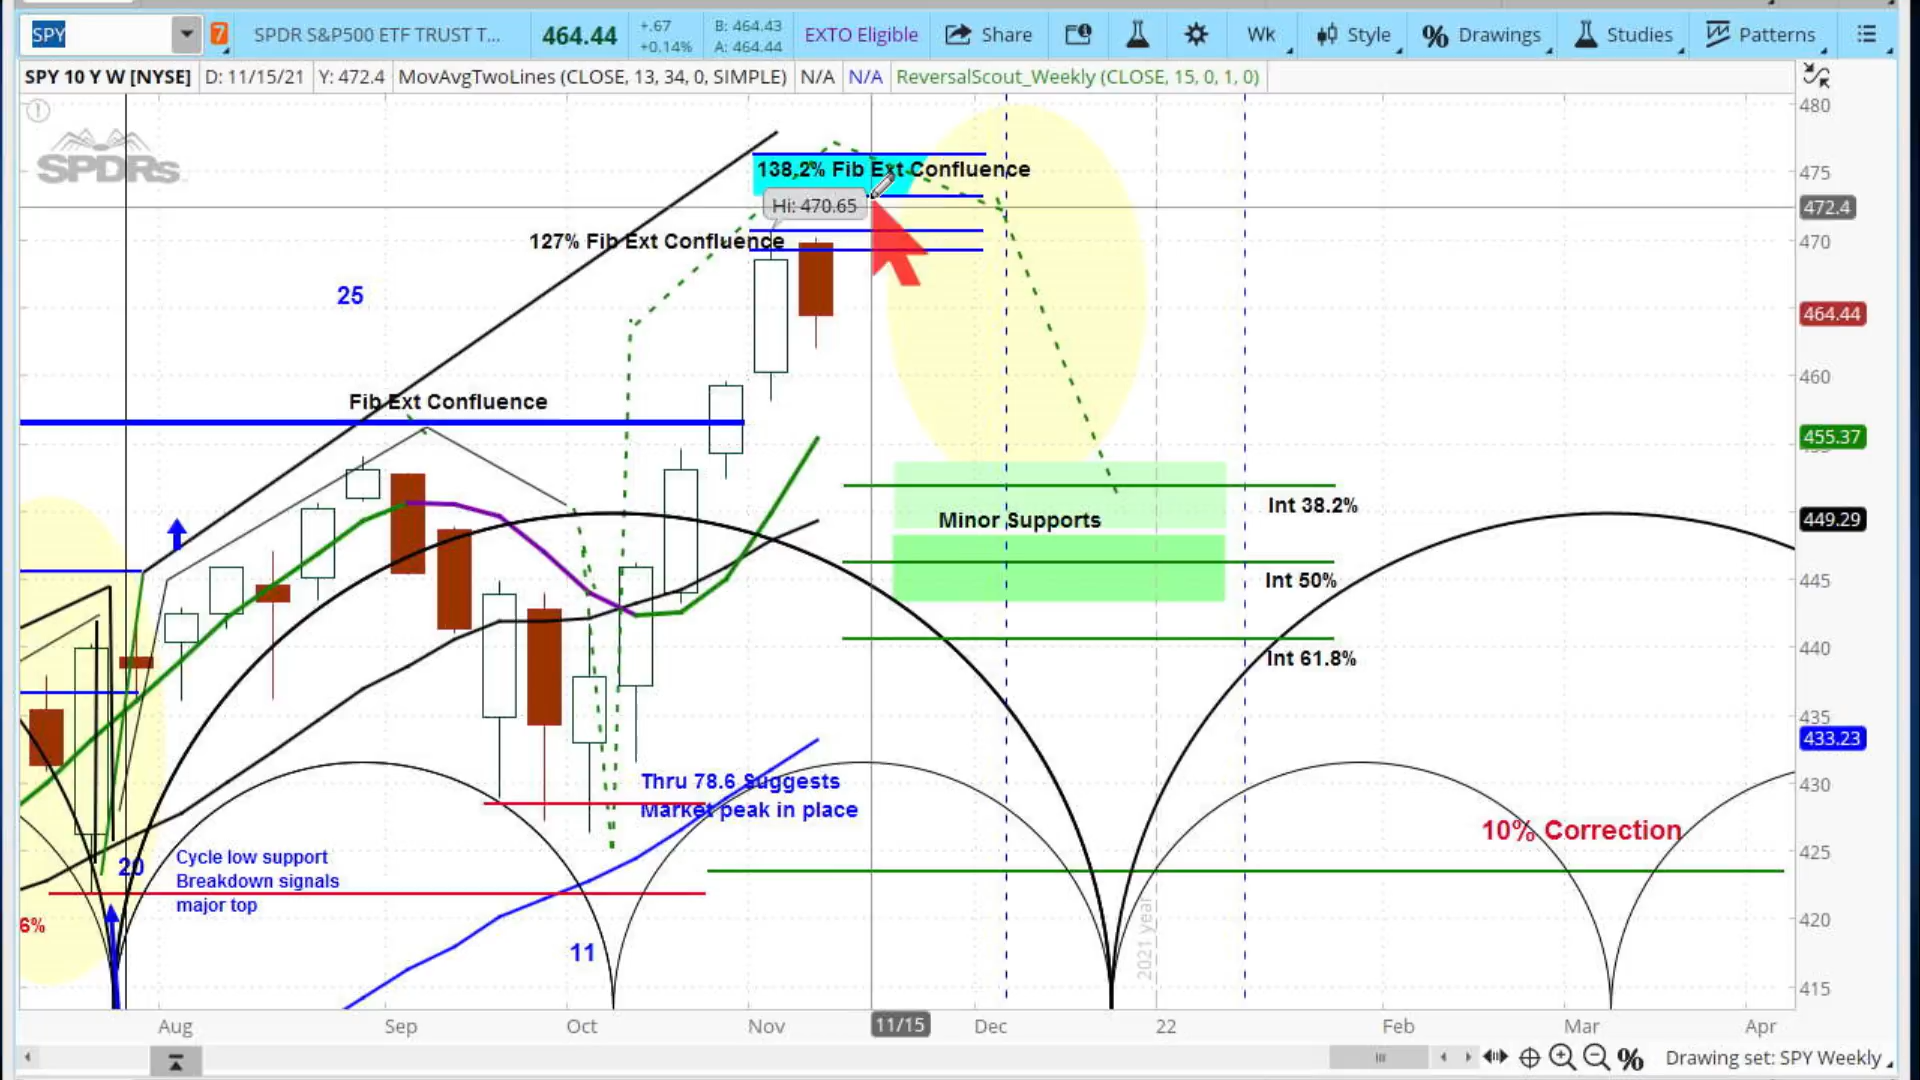 SPY
7
SPDR S&P500 ETF TRUST T...
464.44
+.67
+0.14%
B: 464.43
A: 464.44
EXTO Eligible
Share
Wk
Style
% Drawings
Studies
Patterns
SPY 10 Y W [NYSE]
D: 11/15/21
Y: 472.4
MovAvgTwoLines (CLOSE, 13, 34, 0, SIMPLE)
N/A
N/A
ReversalScout_Weekly (CLOSE, 15, 0, 1, 0)
SPDRs
480
138.2% Fib Ext Confluence
475
Hi: 470.65
472.4
127% Fib Ext Confluence
470
25
464.44
460
Fib Ext Confluence
455.37
Int 38.2%
Minor Supports
449.29
Int 50%
445
440
Int 61.8%
435
433.23
Thru 78.6 Suggests
Market peak in place
430
10% Correction
425
20
Cycle low support
Breakdown signals
major top
6%
420
11
2021 year
415
Aug
Sep
Oct
Nov
11/15
Dec
22
Feb
Mar
Apr
%
Drawing set: SPY Weekly